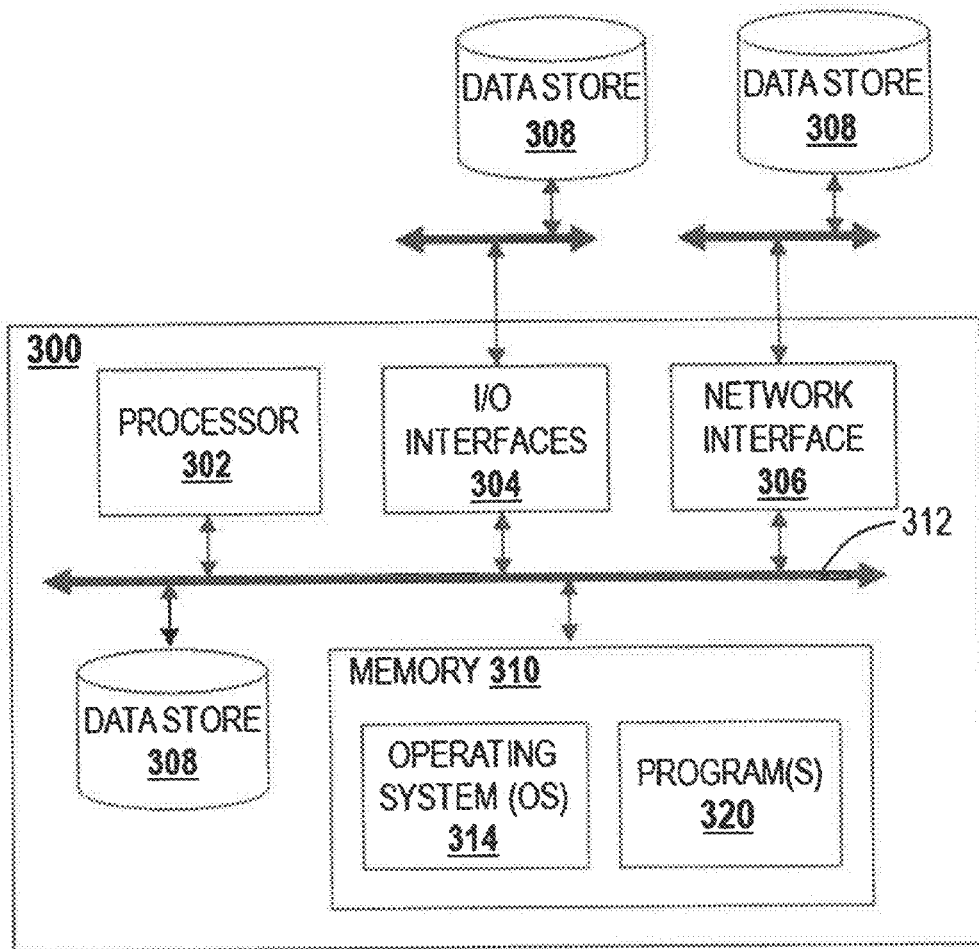 DATA STORE
308
DATA STORE
308
300
PROCESSOR
302
I/O
INTERFACES
304
NETWORK
INTERFACE
306
312
DATA STORE
308
MEMORY 310
OPERATING
SYSTEM (OS)
314
PROGRAM(S)
320